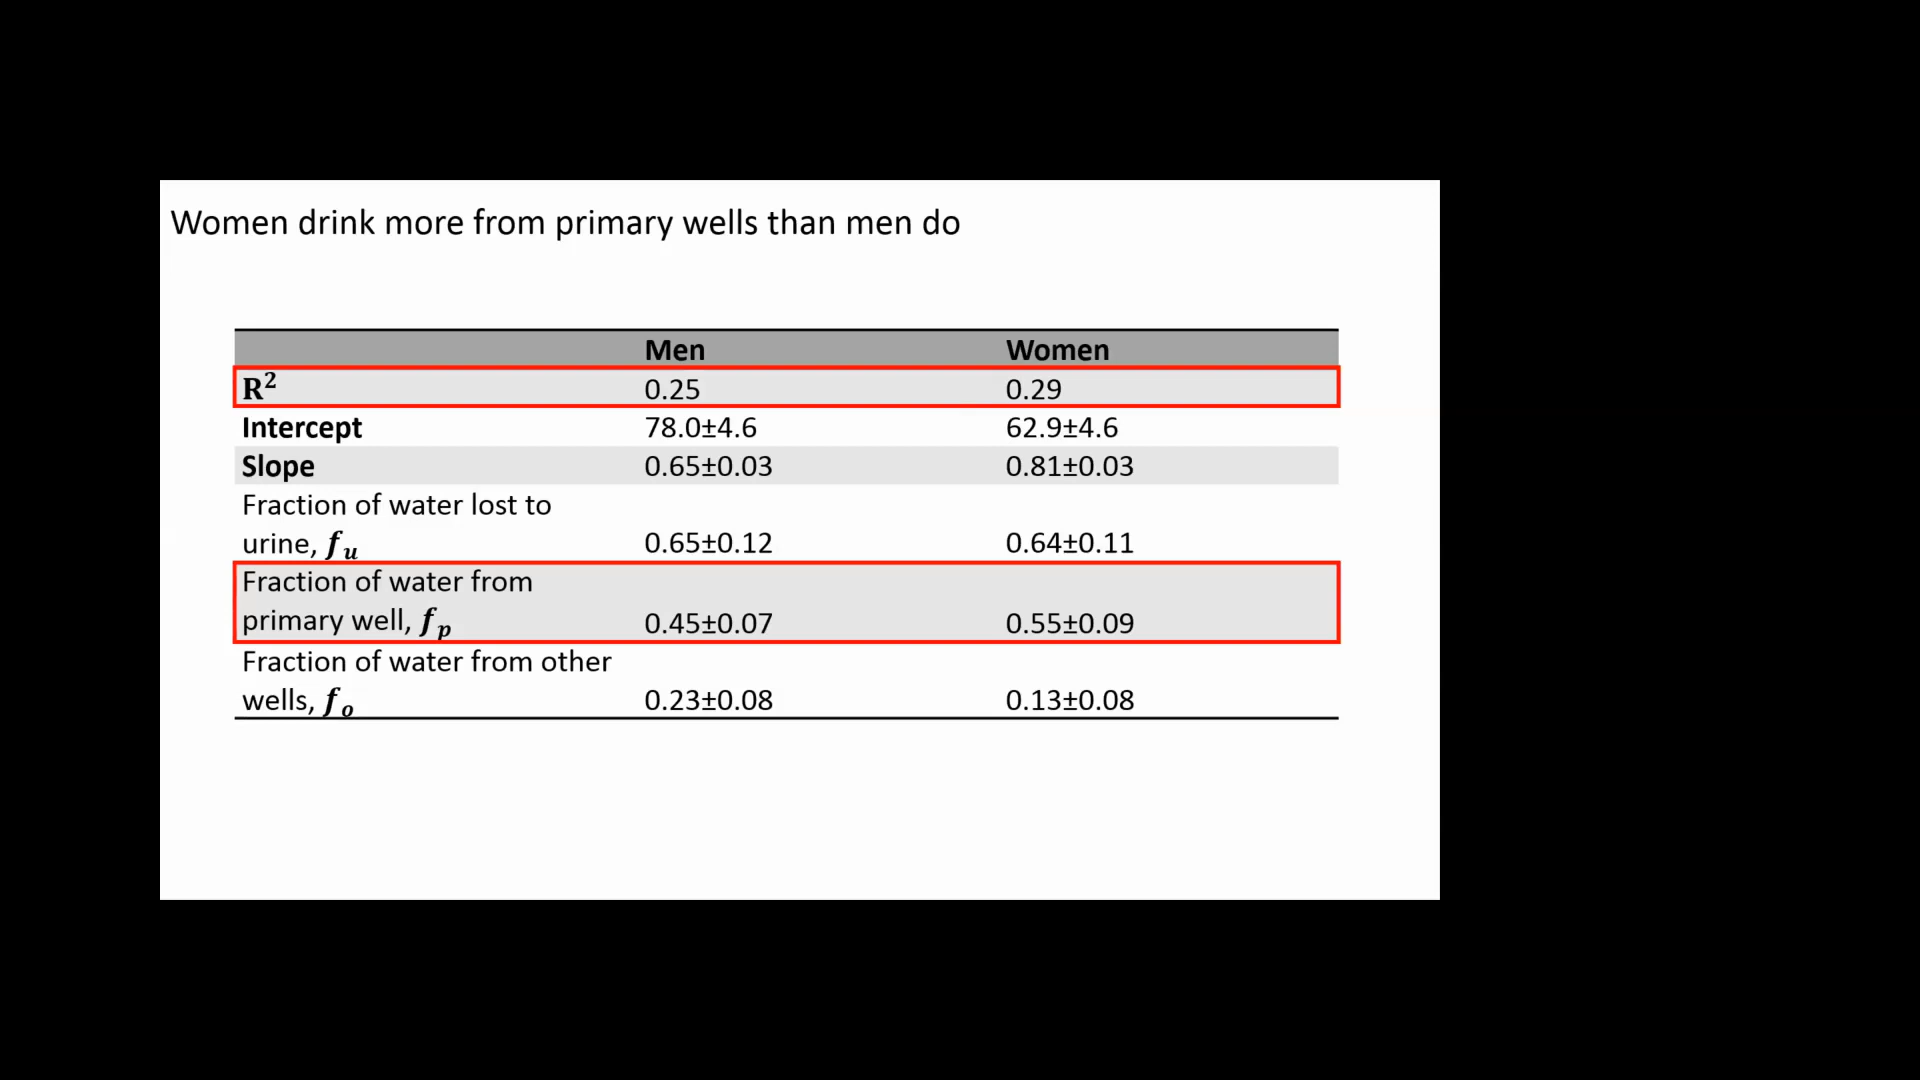 Women drink more from primary wells than men do
Men Women
R² 0.25 0.29
Intercept 78.0±4.6 62.9±4.6
Slope 0.65±0.03 0.81±0.03
Fraction of water lost to
urine, fᵤ 0.65±0.12 0.64±0.11
Fraction of water from
primary well, fₚ 0.45±0.07 0.55±0.09
Fraction of water from other
wells, fₒ 0.23±0.08 0.13±0.08